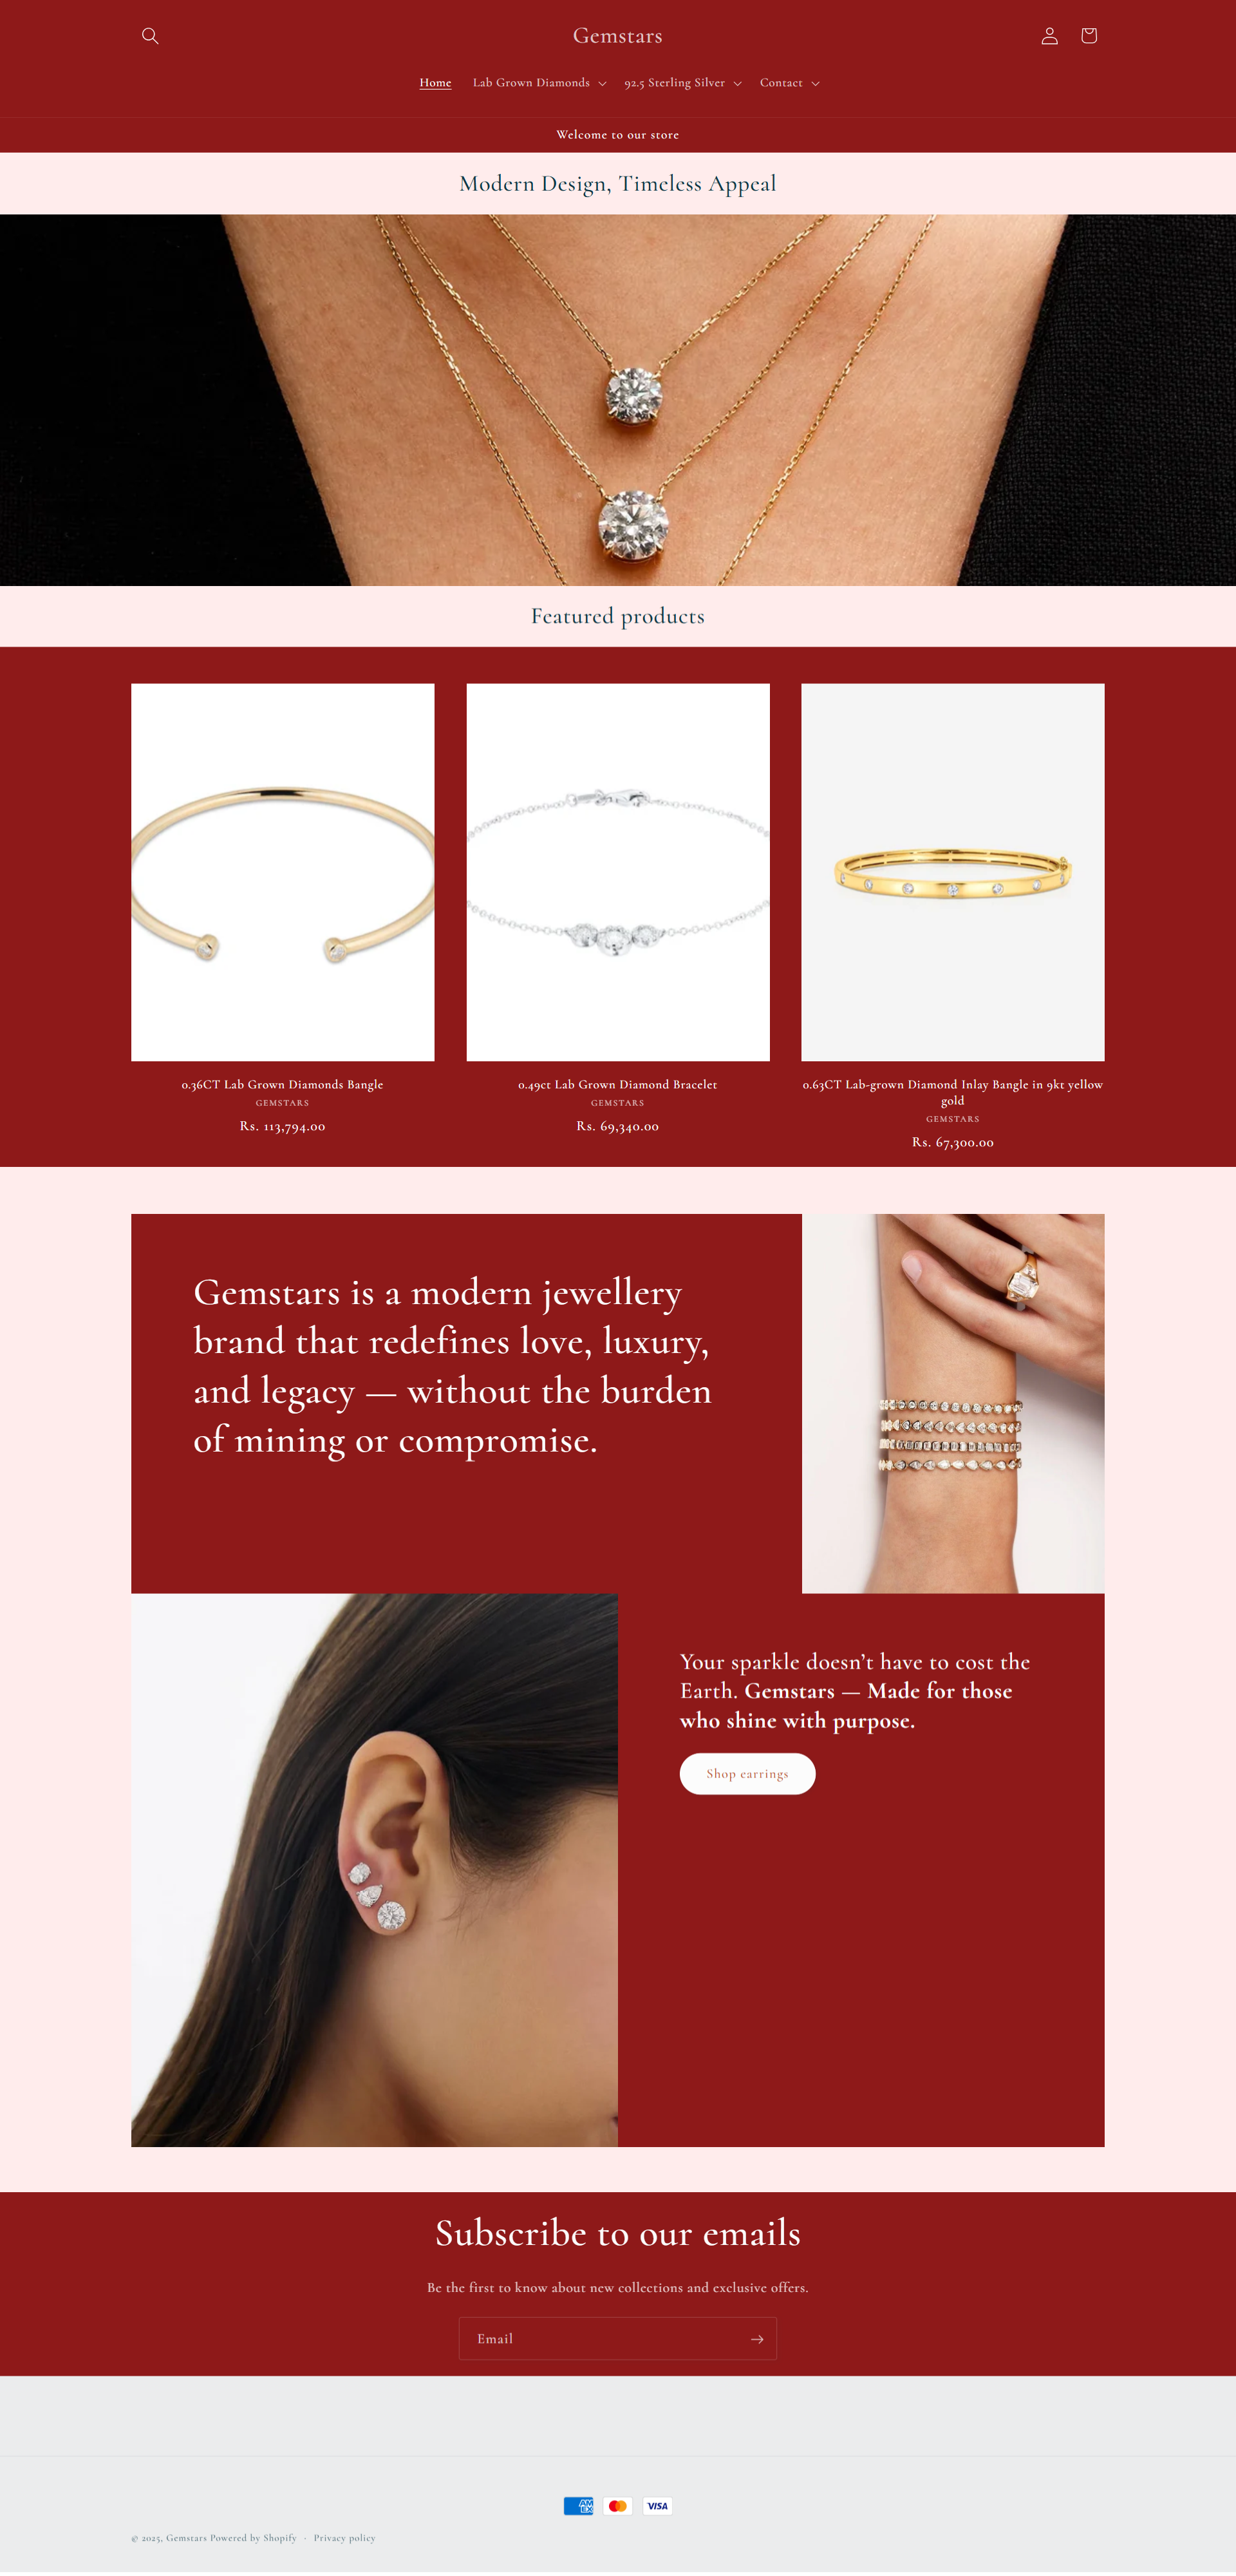 Gemstars
Home
Lab Grown Diamonds
92.5 Sterling Silver
Contact
Welcome to our store
Modern Design, Timeless Appeal
Featured products
0.36CT Lab Grown Diamonds Bangle
GEMSTARS
Rs. 113,794.00
0.49ct Lab Grown Diamond Bracelet
GEMSTARS
Rs. 69,340.00
0.63CT Lab-grown Diamond Inlay Bangle in 9kt yellow
gold
GEMSTARS
Rs. 67,300.00
Gemstars is a modern jewellery
brand that redefines love, luxury,
and legacy — without the burden
of mining or compromise.
Your sparkle doesn’t have to cost the
Earth. Gemstars — Made for those
who shine with purpose.
Shop earrings
Subscribe to our emails
Be the first to know about new collections and exclusive offers.
Email
AMEX
VISA
© 2025, Gemstars Powered by Shopify · Privacy policy